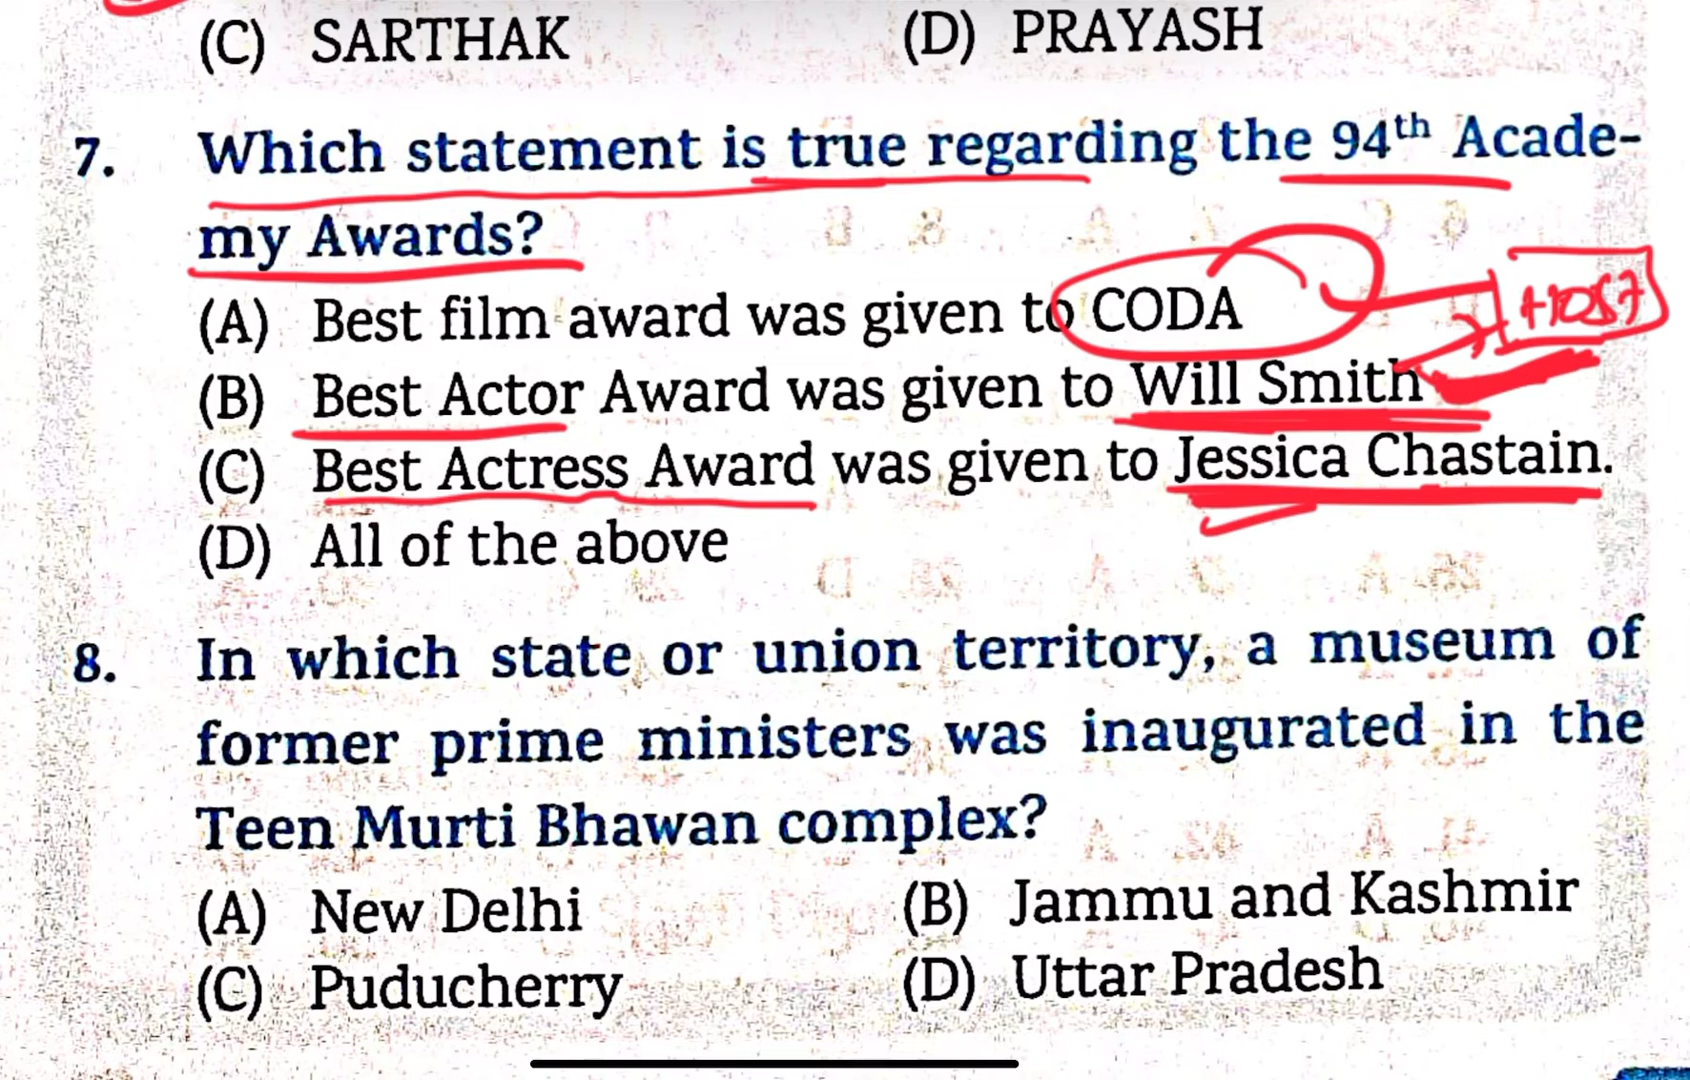 (C) SARTHAK (D) PRAYASH
7. Which statement is true regarding the 94th Acade-
my Awards?
(A) Best film award was given to CODA
(B) Best Actor Award was given to Will Smith
(C) Best Actress Award was given to Jessica Chastain.
(D) All of the above
8. In which state or union territory, a museum of
former prime ministers was inaugurated in the
Teen Murti Bhawan complex?
(A) New Delhi (B) Jammu and Kashmir
(C) Puducherry (D) Uttar Pradesh